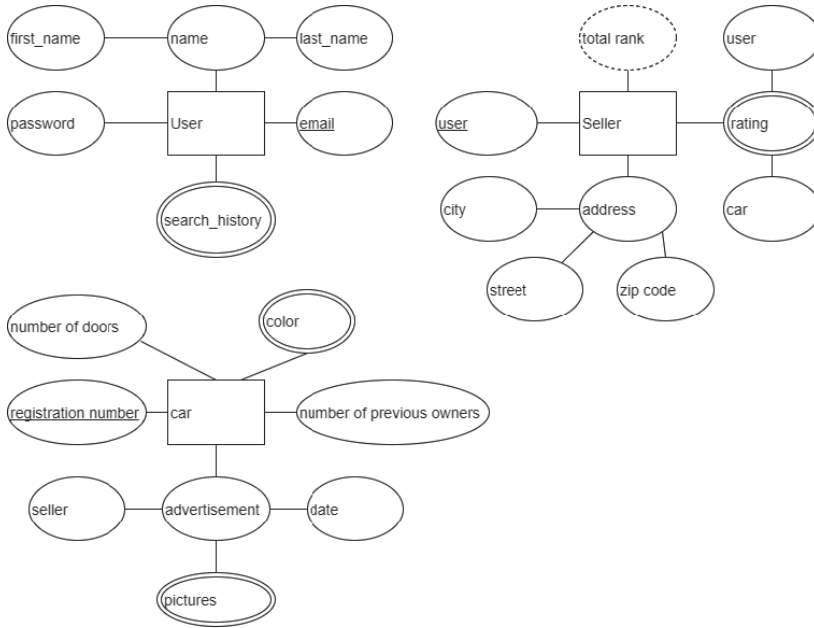 first_name
name
last_name
password
User
email
search_history
total rank
user
user
Seller
rating
city
address
car
street
zip code
number of doors
color
registration number
car
number of previous owners
seller
advertisement
date
pictures